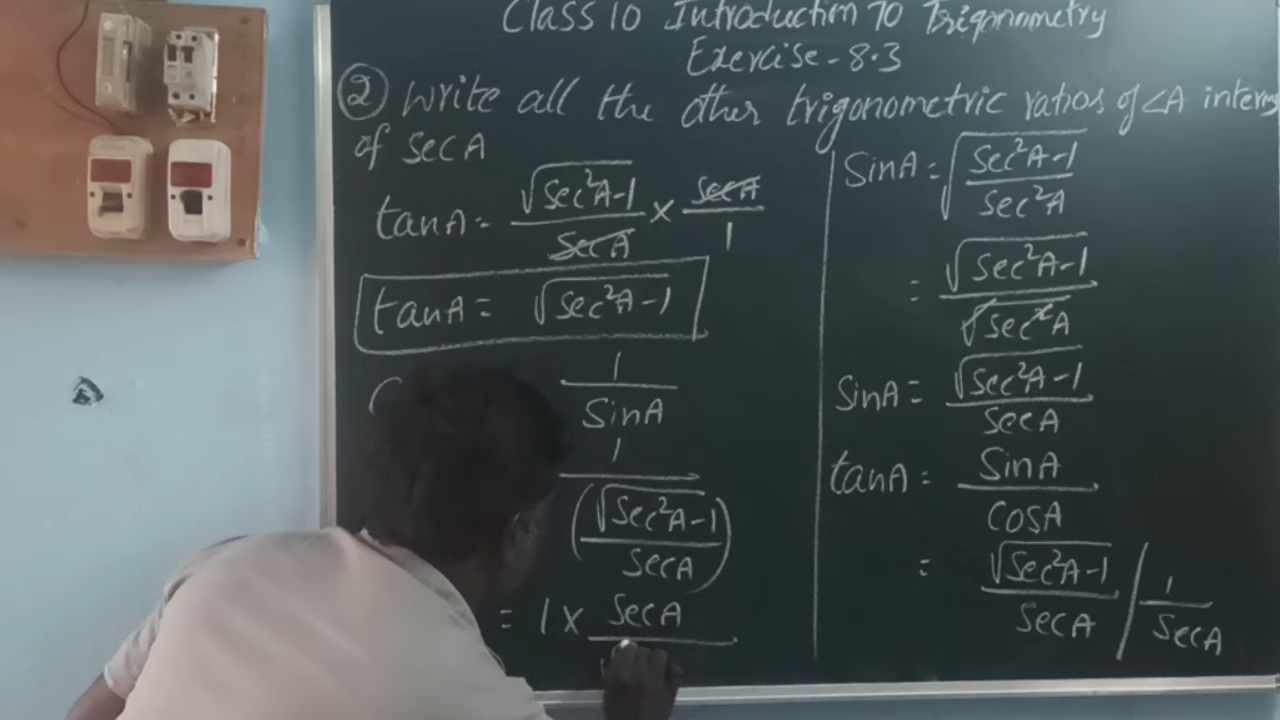 Class 10 Introduction To Trigonometry
Exercise-8.3
② Write all the other trigonometric ratios of ∠A interms
of sec A
tanA = √(Sec²A-1) / SecA × SecA / 1
tanA = √(Sec²A-1)
1 / SinA
1 / (√(Sec²A-1) / SecA)
= 1 × SecA
SinA = √((Sec²A-1) / Sec²A)
= √(Sec²A-1) / √(Sec²A)
SinA = √(Sec²A-1) / SecA
tanA = SinA / CosA
= √(Sec²A-1) / SecA / 1 / SecA